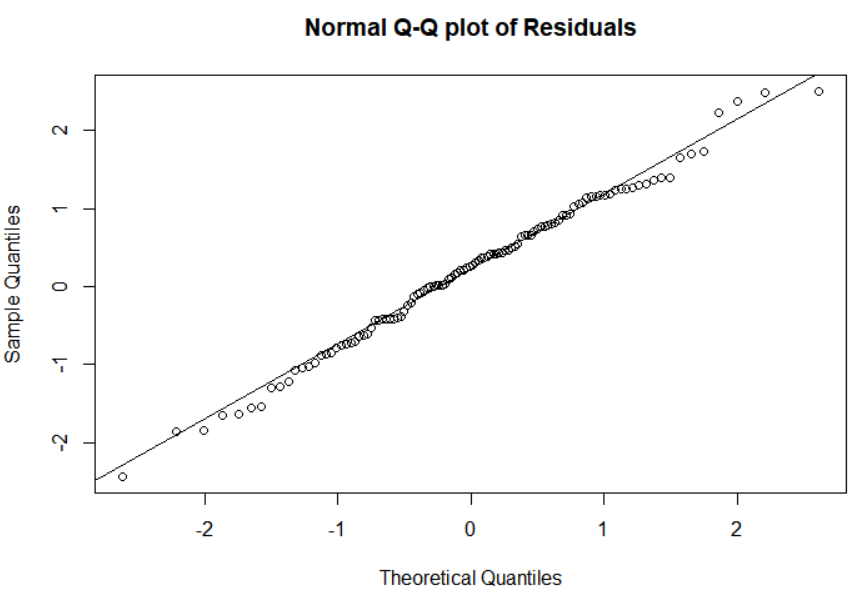 Normal Q-Q plot of Residuals
Sample Quantiles
2
1
0
-1
-2
-2 -1 0 1 2
Theoretical Quantiles